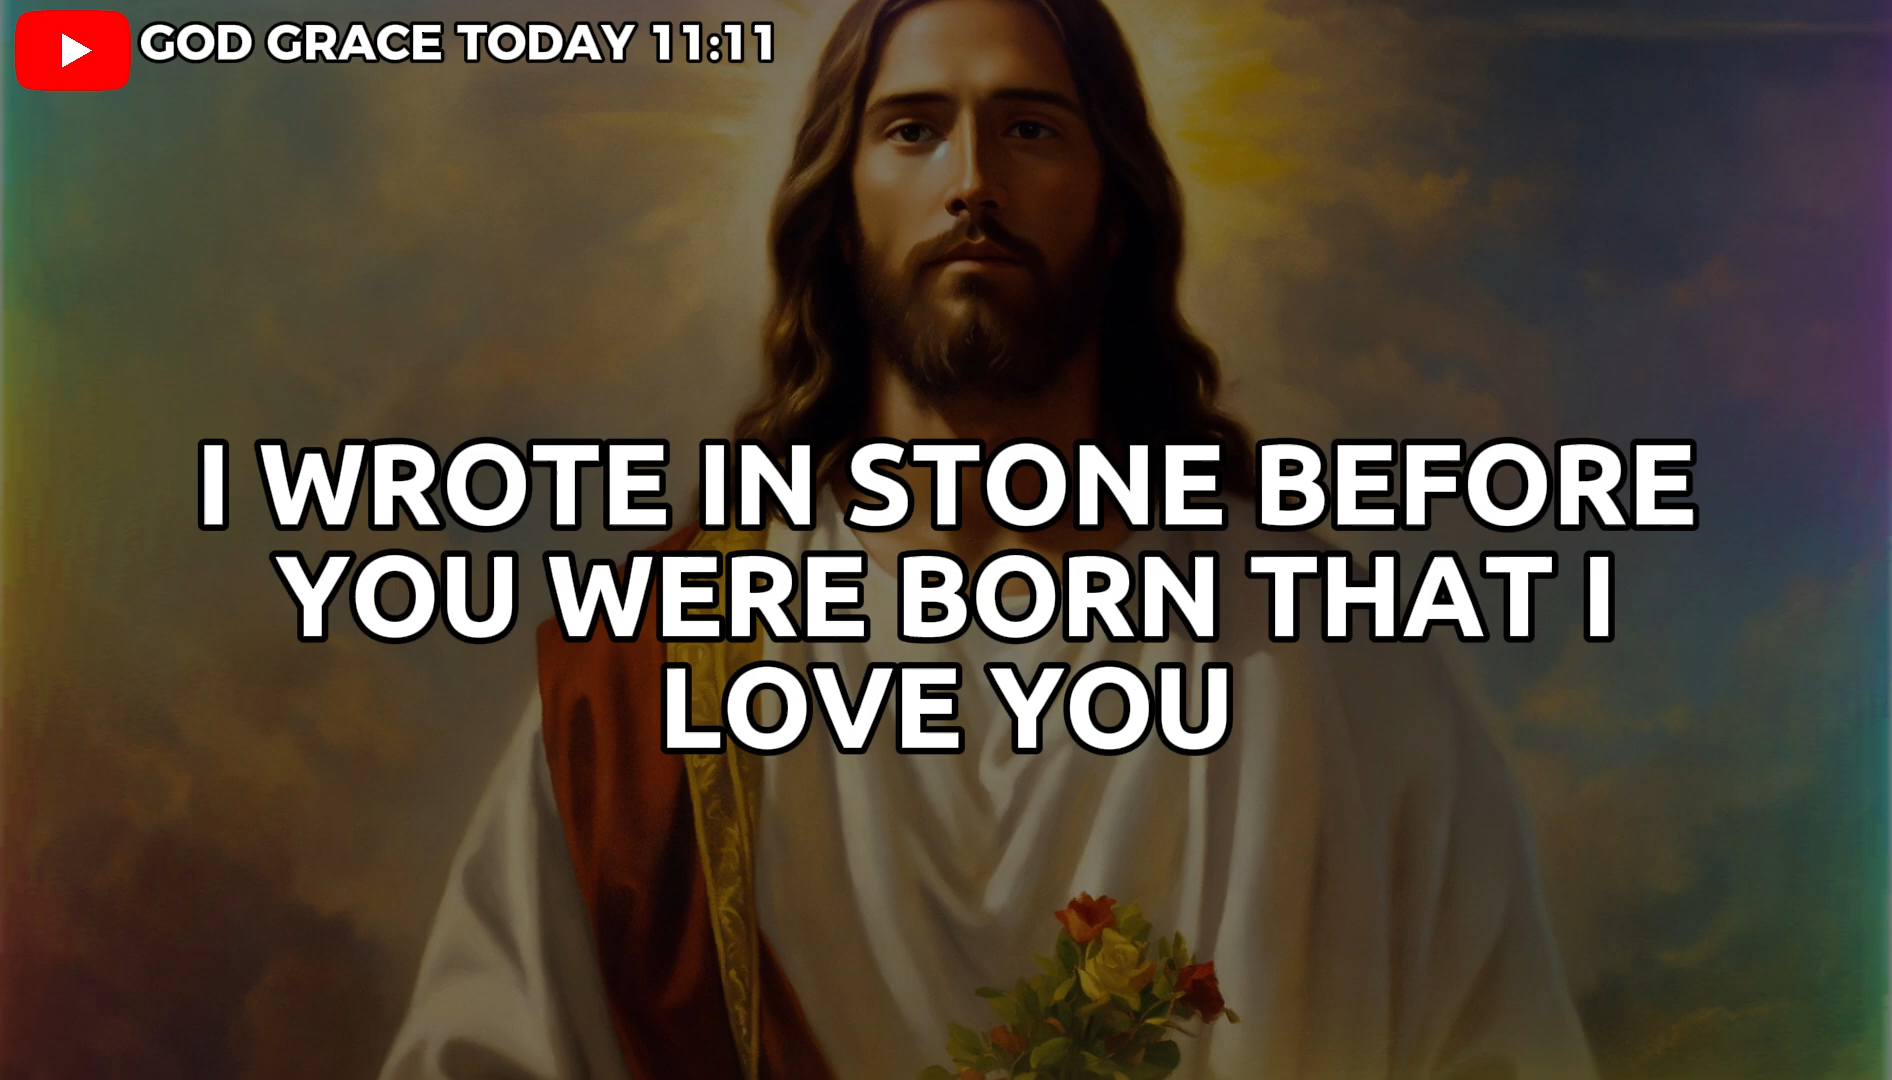 GOD GRACE TODAY 11:11
I WROTE IN STONE BEFORE
YOU WERE BORN THAT I
LOVE YOU